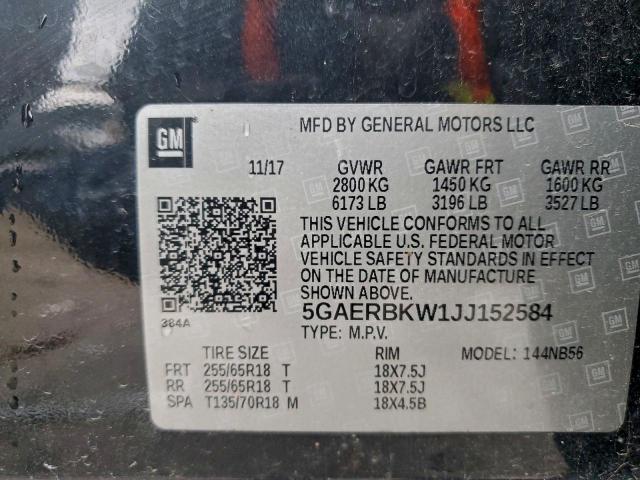 GM
MFD BY GENERAL MOTORS LLC
11/17 GVWR GAWR FRT GAWR RR
2800 KG 1450 KG 1600 KG
6173 LB 3196 LB 3527 LB
THIS VEHICLE CONFORMS TO ALL
APPLICABLE U.S. FEDERAL MOTOR
VEHICLE SAFETY STANDARDS IN EFFECT
ON THE DATE OF MANUFACTURE
SHOWN ABOVE.
384A
5GAERBKW1JJ152584
TYPE: M.P.V.
TIRE SIZE RIM MODEL: 144NB56
FRT 255/65R18 T 18X7.5J
RR 255/65R18 T 18X7.5J
SPA T135/70R18 M 18X4.5B